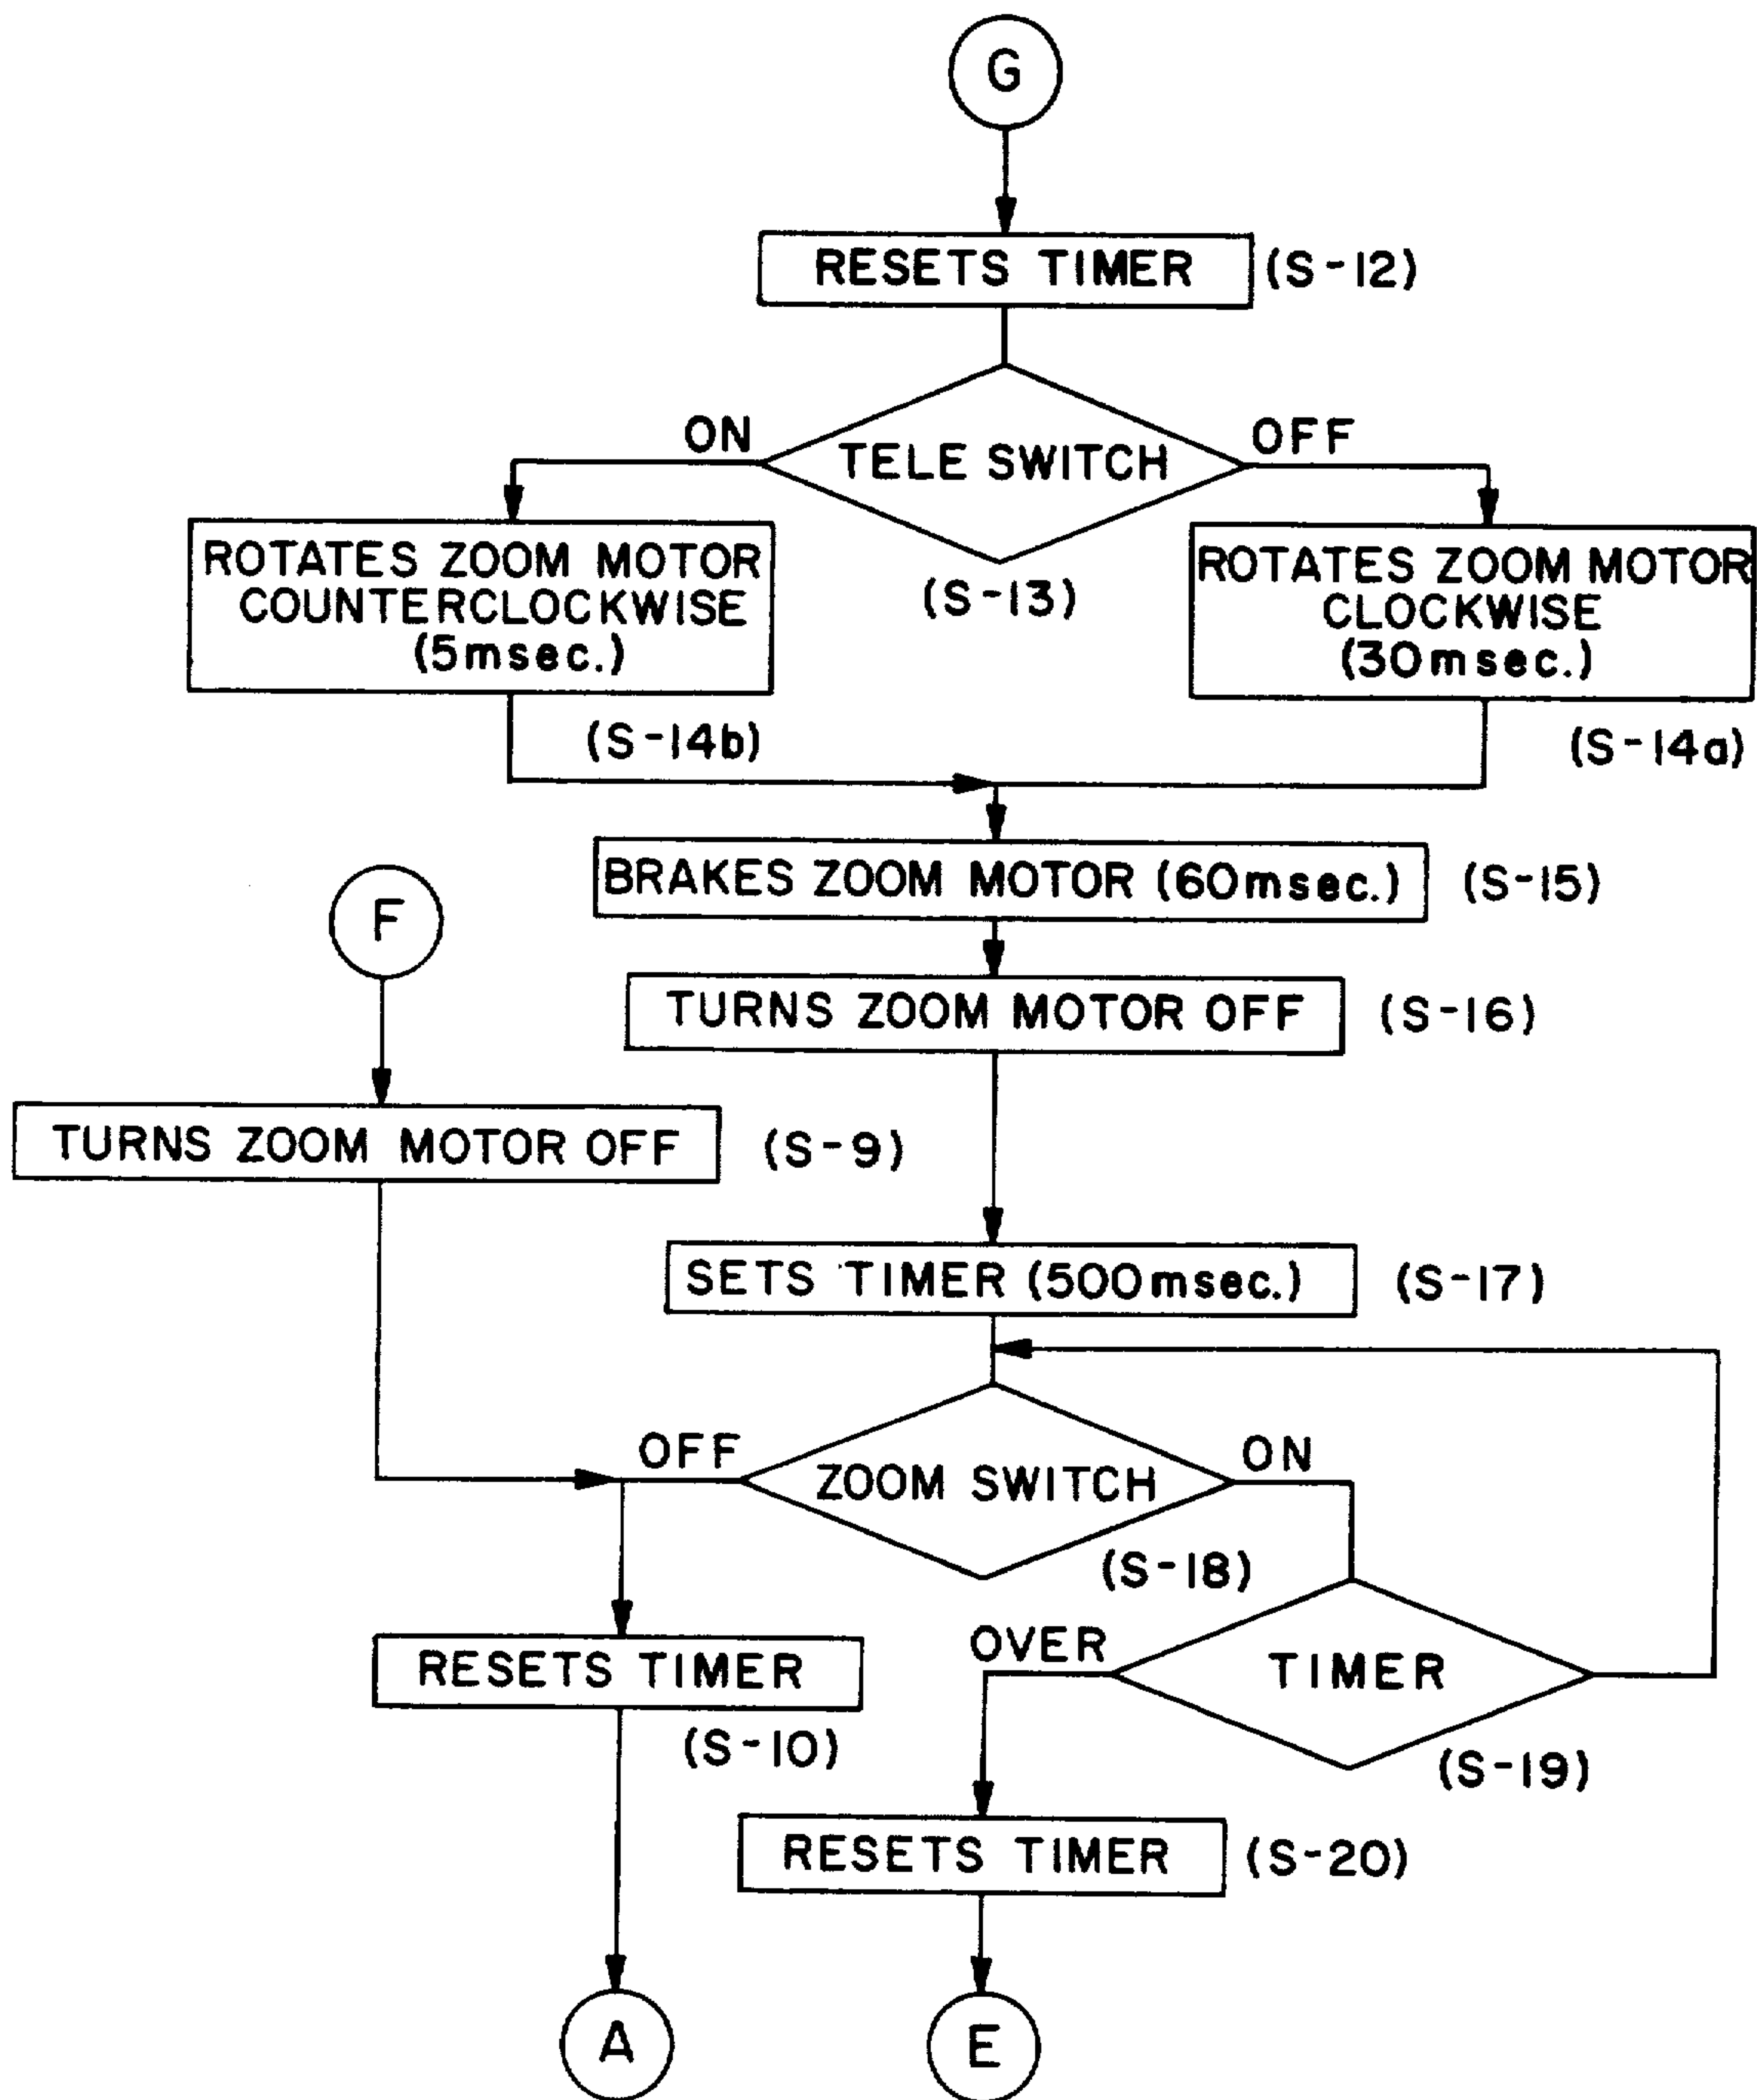 G
RESETS TIMER (S-12)
ON
OFF
TELE SWITCH
(S-13)
ROTATES ZOOM MOTOR
COUNTERCLOCKWISE
(5msec.)
(S-14b)
ROTATES ZOOM MOTOR
CLOCKWISE
(30msec.)
(S-14a)
BRAKES ZOOM MOTOR (60msec.) (S-15)
F
TURNS ZOOM MOTOR OFF (S-16)
TURNS ZOOM MOTOR OFF (S-9)
SETS TIMER (500msec.) (S-17)
OFF
ZOOM SWITCH
ON
(S-18)
RESETS TIMER
(S-10)
OVER
TIMER
(S-19)
RESETS TIMER (S-20)
A
E